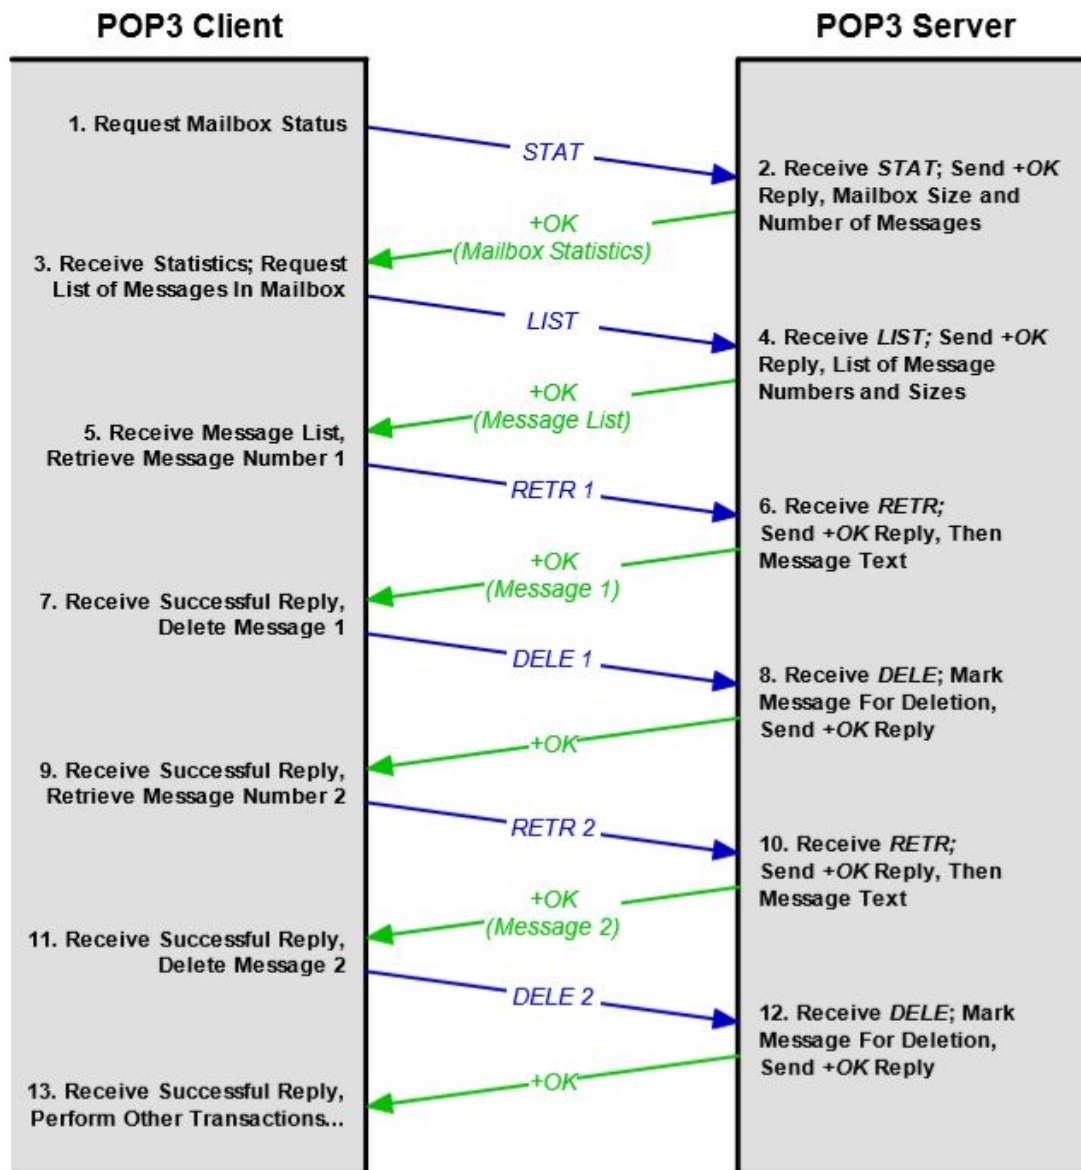 POP3 Client
POP3 Server
1. Request Mailbox Status
STAT
2. Receive STAT; Send +OK
Reply, Mailbox Size and
Number of Messages
+OK
(Mailbox Statistics)
3. Receive Statistics; Request
List of Messages In Mailbox
LIST
4. Receive LIST; Send +OK
Reply, List of Message
Numbers and Sizes
+OK
(Message List)
5. Receive Message List,
Retrieve Message Number 1
RETR 1
6. Receive RETR;
Send +OK Reply, Then
Message Text
+OK
(Message 1)
7. Receive Successful Reply,
Delete Message 1
DELE 1
8. Receive DELE; Mark
Message For Deletion,
Send +OK Reply
+OK
9. Receive Successful Reply,
Retrieve Message Number 2
RETR 2
10. Receive RETR;
Send +OK Reply, Then
Message Text
+OK
(Message 2)
11. Receive Successful Reply,
Delete Message 2
DELE 2
12. Receive DELE; Mark
Message For Deletion,
Send +OK Reply
+OK
13. Receive Successful Reply,
Perform Other Transactions...